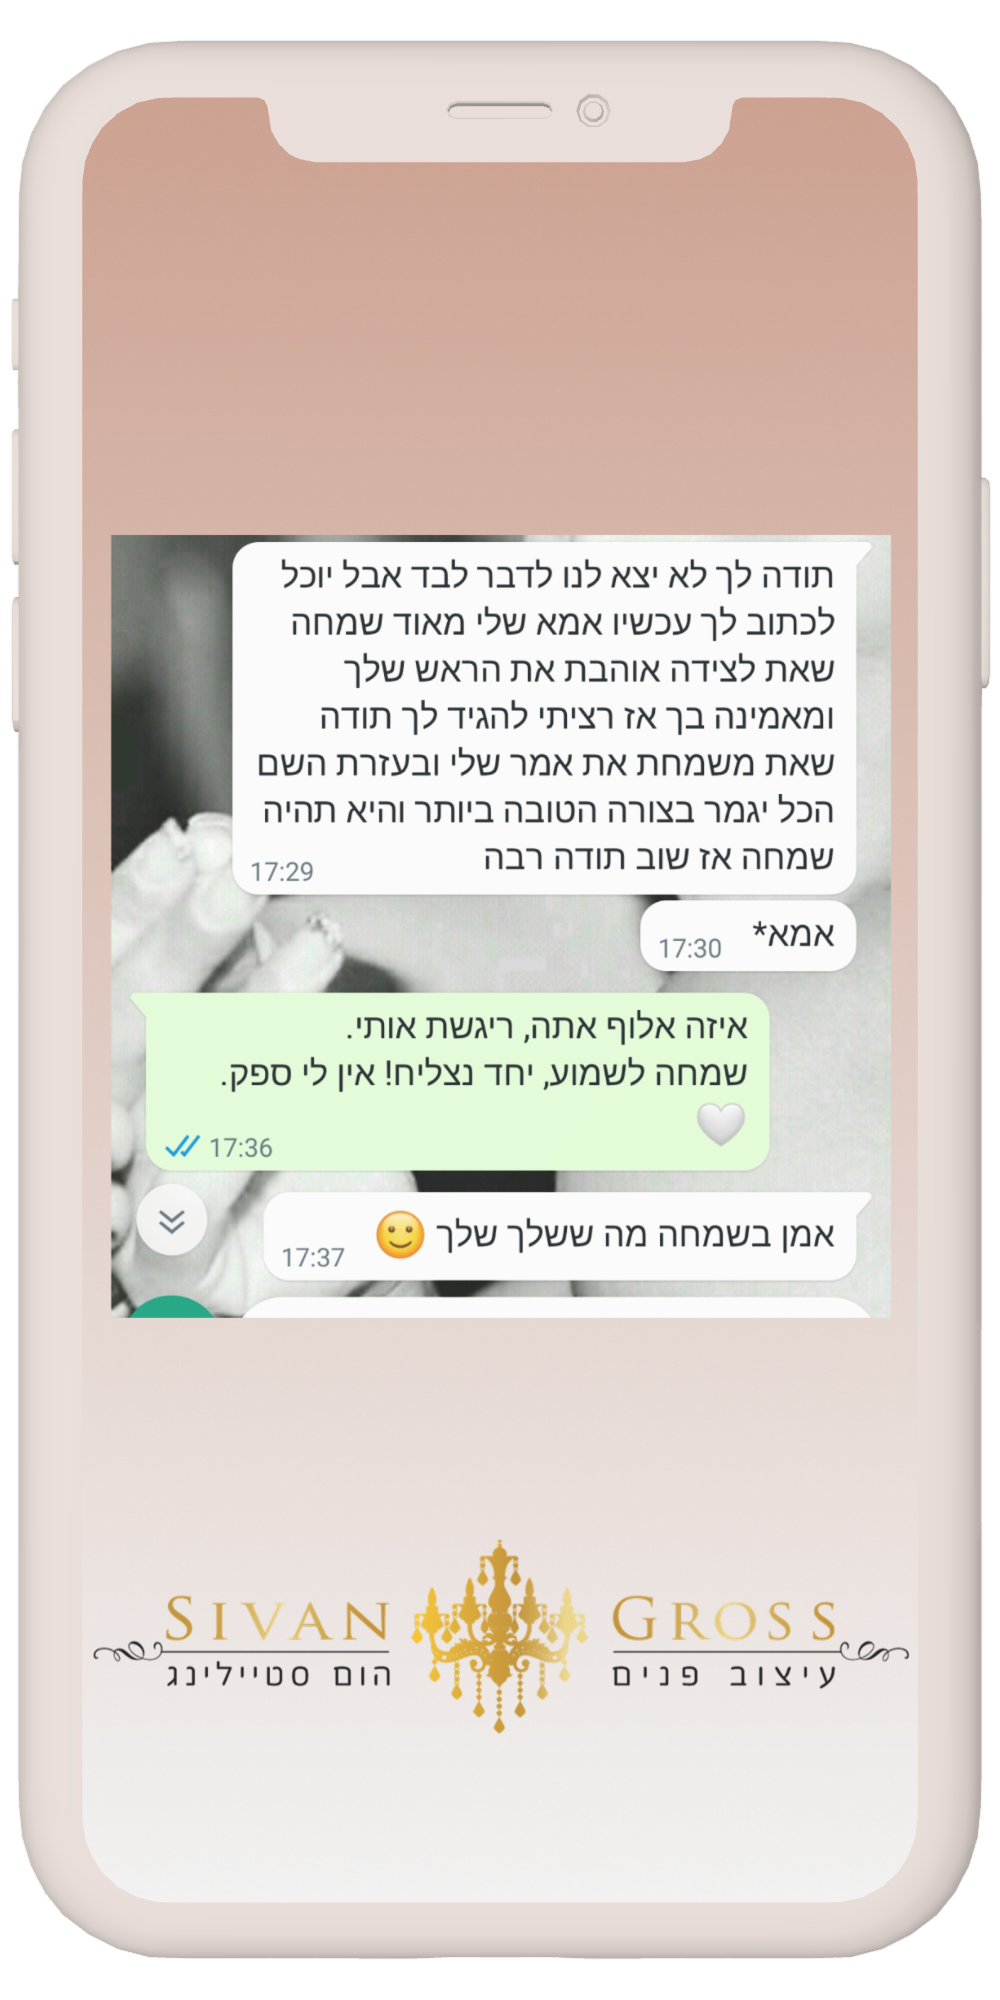 תודה לך לא יצא לנו לדבר לבד אבל יוכל
לכתוב לך עכשיו אמא שלי מאוד שמחה
שאת לצידה אוהבת את הראש שלך
ומאמינה בך אז רציתי להגיד לך תודה
שאת משמחת את אמר שלי ובעזרת השם
הכל יגמר בצורה הטובה ביותר והיא תהיה
שמחה אז שוב תודה רבה
17:29
אמא*
17:30
איזה אלוף אתה, ריגשת אותי.
שמחה לשמוע, יחד נצליח! אין לי ספק.
🤍
17:36
אמן בשמחה מה ששלך שלך 🙂
17:37
SIVAN GROSS
עיצוב פנים הום סטיילינג